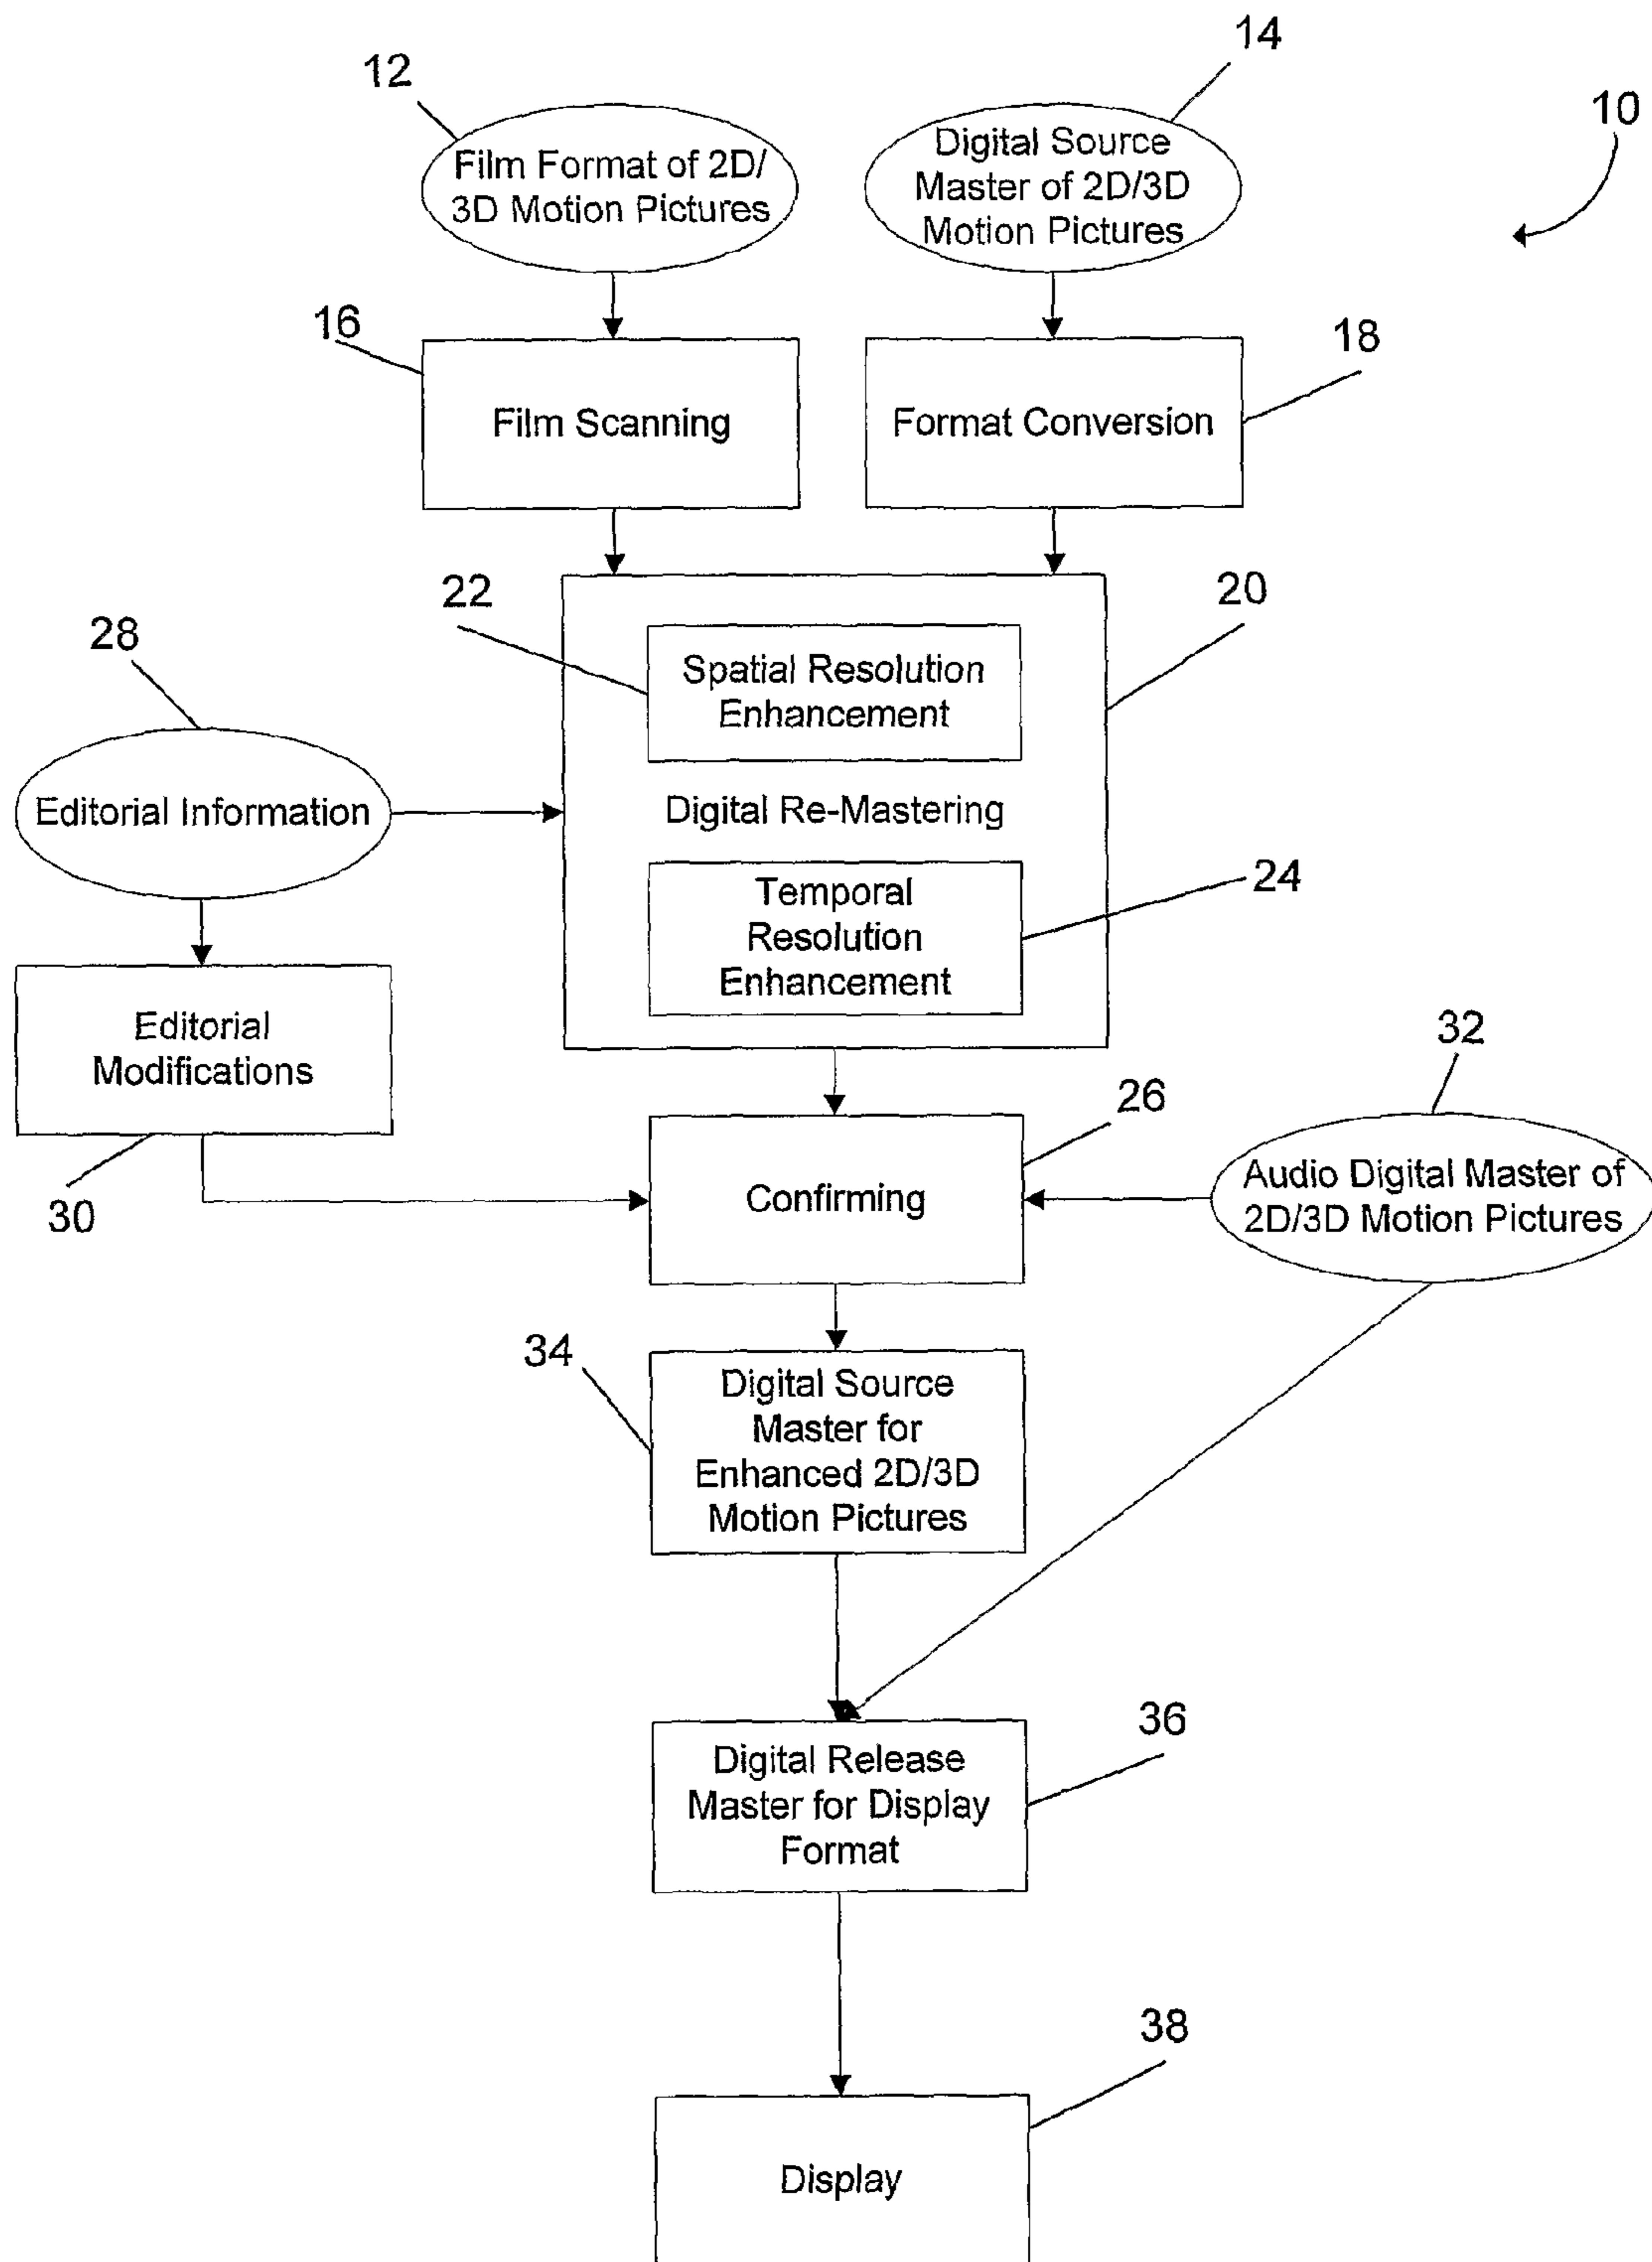 14
12
10
Film Format of 2D/
3D Motion Pictures
Digital Source
Master of 2D/3D
Motion Pictures
16
18
Film Scanning
Format Conversion
22
20
28
Spatial Resolution
Enhancement
Editorial Information
Digital Re-Mastering
24
Temporal
Resolution
Enhancement
Editorial
Modifications
32
26
30
Confirming
Audio Digital Master of
2D/3D Motion Pictures
34
Digital Source
Master for
Enhanced 2D/3D
Motion Pictures
36
Digital Release
Master for Display
Format
38
Display